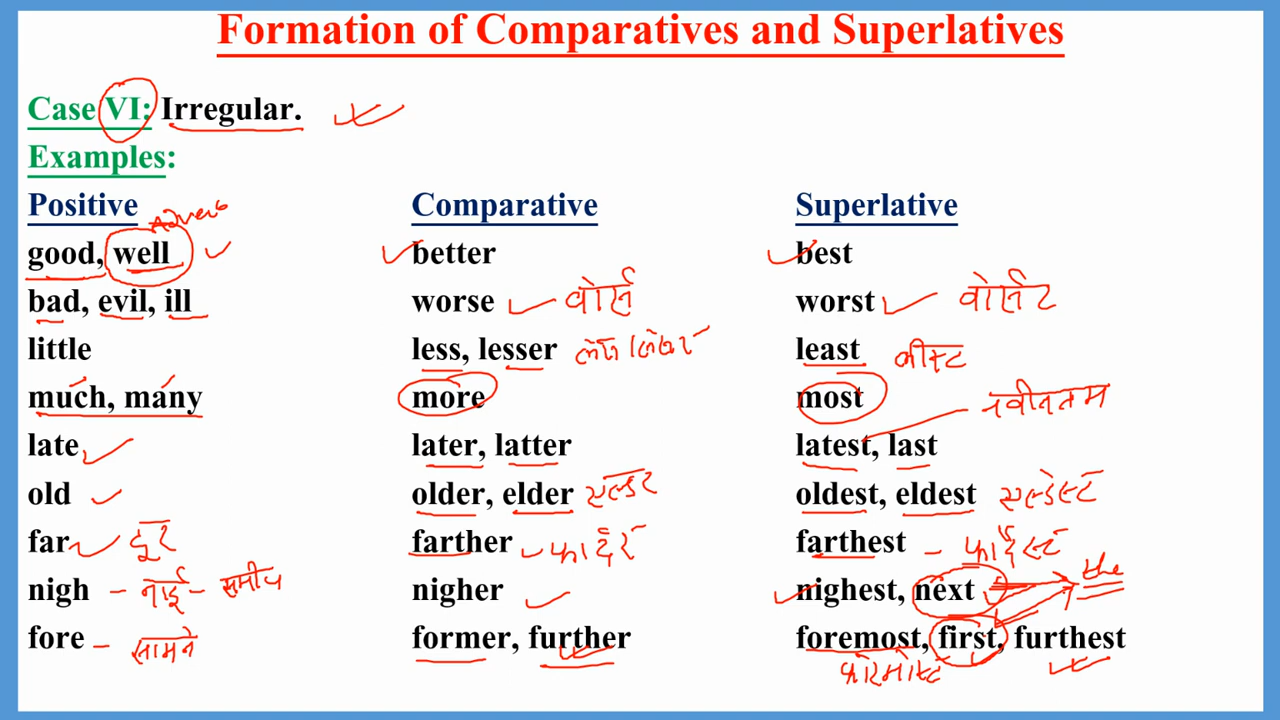 Formation of Comparatives and Superlatives
Case VI: Irregular.
Examples:
Positive Comparative Superlative
Adverb
good, well better best
bad, evil, ill worse वोर्स worst वोर्सट
little less, lesser least लीस्ट
much, many more most नवीनतम
late later, latter latest, last
old older, elder एल्डर oldest, eldest एल्डेस्ट
far दूर farther फार्दर farthest - फार्देस्ट
nigh - नाई - समीप nigher nighest, next the
fore - सामने former, further foremost, first, furthest
फोरमोस्ट